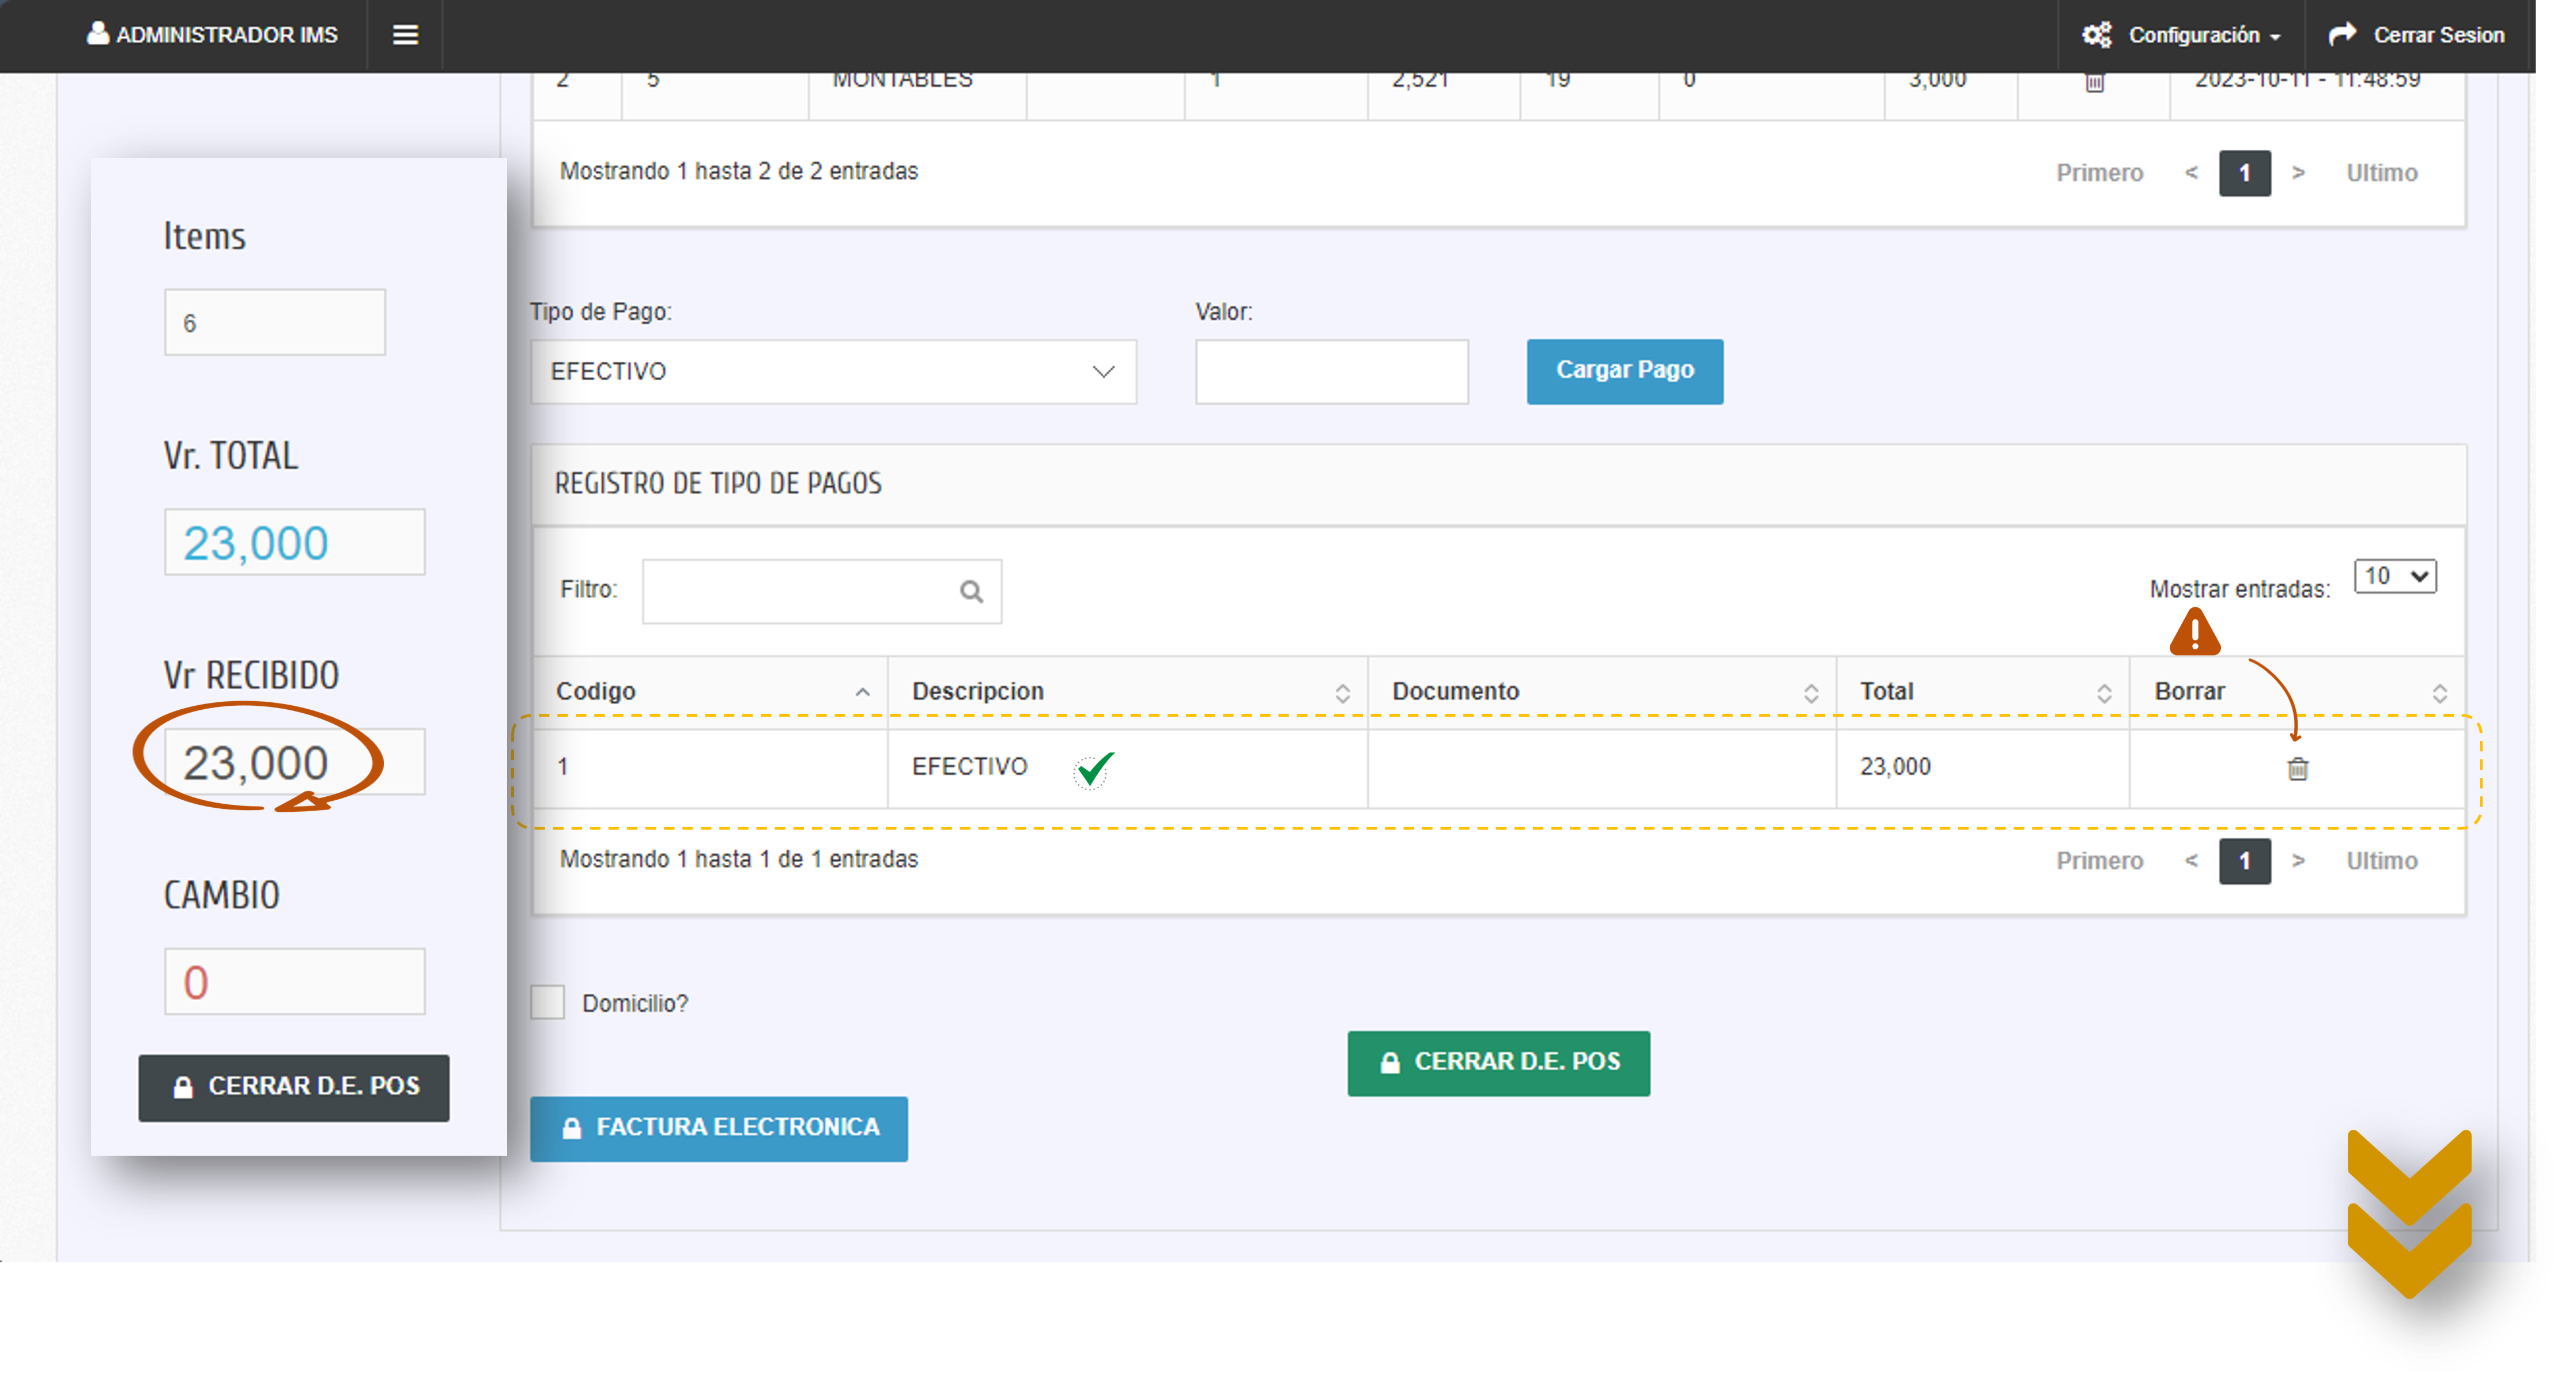 ADMINISTRADOR IMS
Configuración
Cerrar Sesion
2 5 MONTABLES 1 2,521 19 0 3,000 2023-10-11 - 11:48:59
Mostrando 1 hasta 2 de 2 entradas
Primero < 1 > Ultimo
Items
6
Vr. TOTAL
23,000
Vr RECIBIDO
23,000
CAMBIO
0
CERRAR D.E. POS
Tipo de Pago:
Valor:
EFECTIVO
Cargar Pago
REGISTRO DE TIPO DE PAGOS
Filtro:
Mostrar entradas: 10
Codigo Descripcion Documento Total Borrar
1 EFECTIVO 23,000
Mostrando 1 hasta 1 de 1 entradas
Primero < 1 > Ultimo
Domicilio?
CERRAR D.E. POS
FACTURA ELECTRONICA